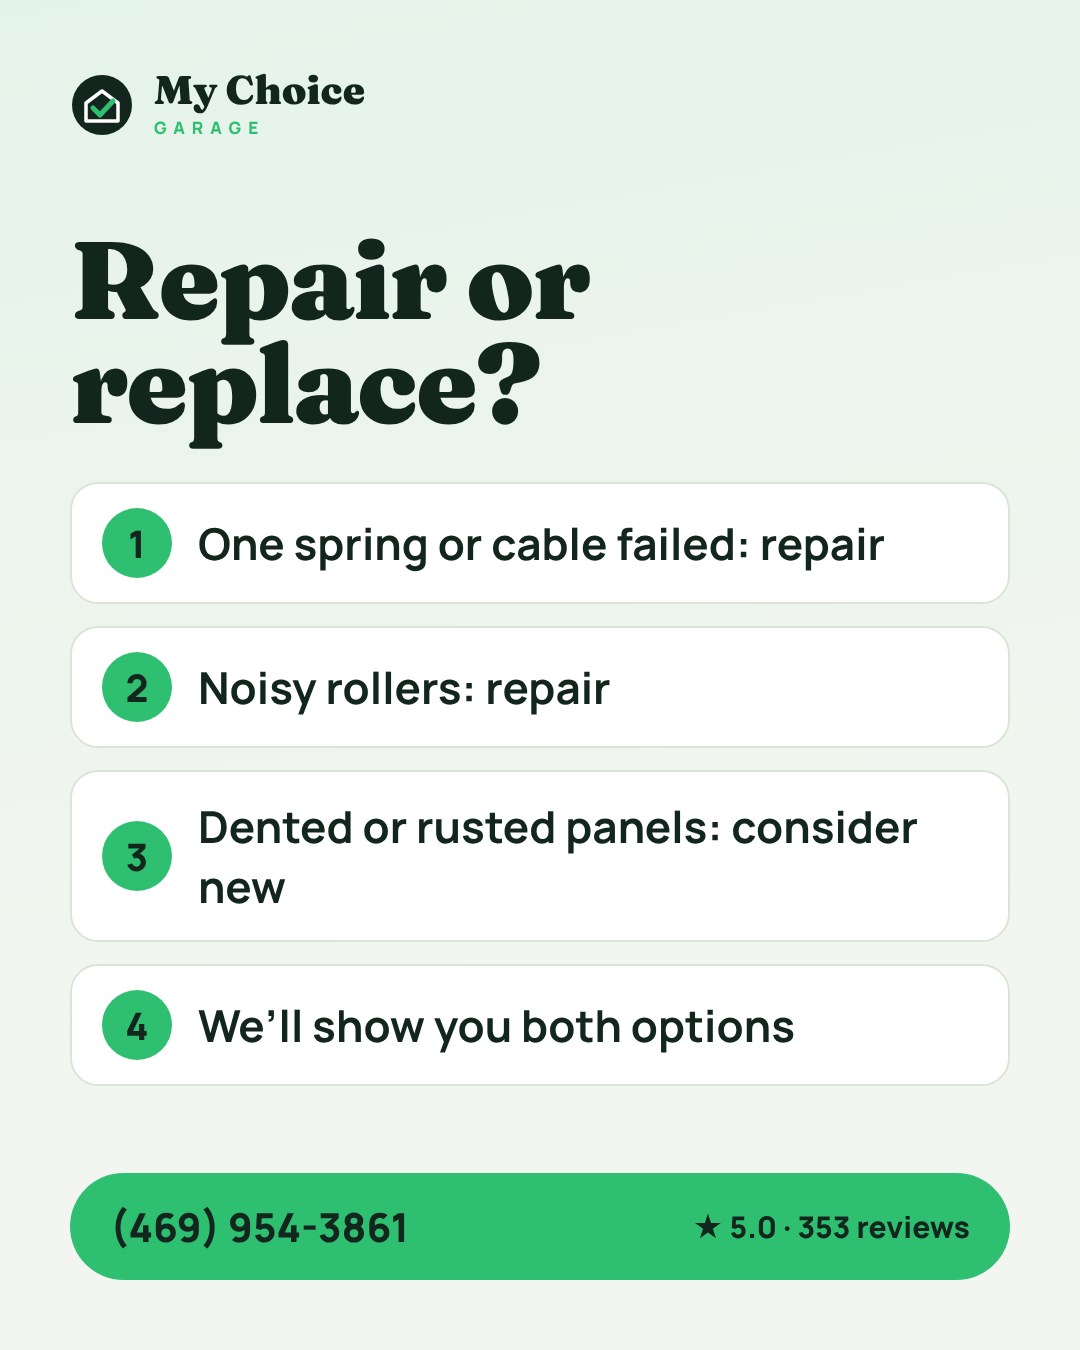 My Choice
GARAGE
Repair or
replace?
1 One spring or cable failed: repair
2 Noisy rollers: repair
3 Dented or rusted panels: consider
new
4 We’ll show you both options
(469) 954-3861 ★ 5.0 · 353 reviews